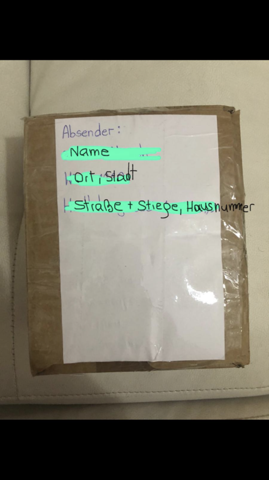 Absender:
Name
Ort, Stadt
Straße + Stiege, Hausnummer